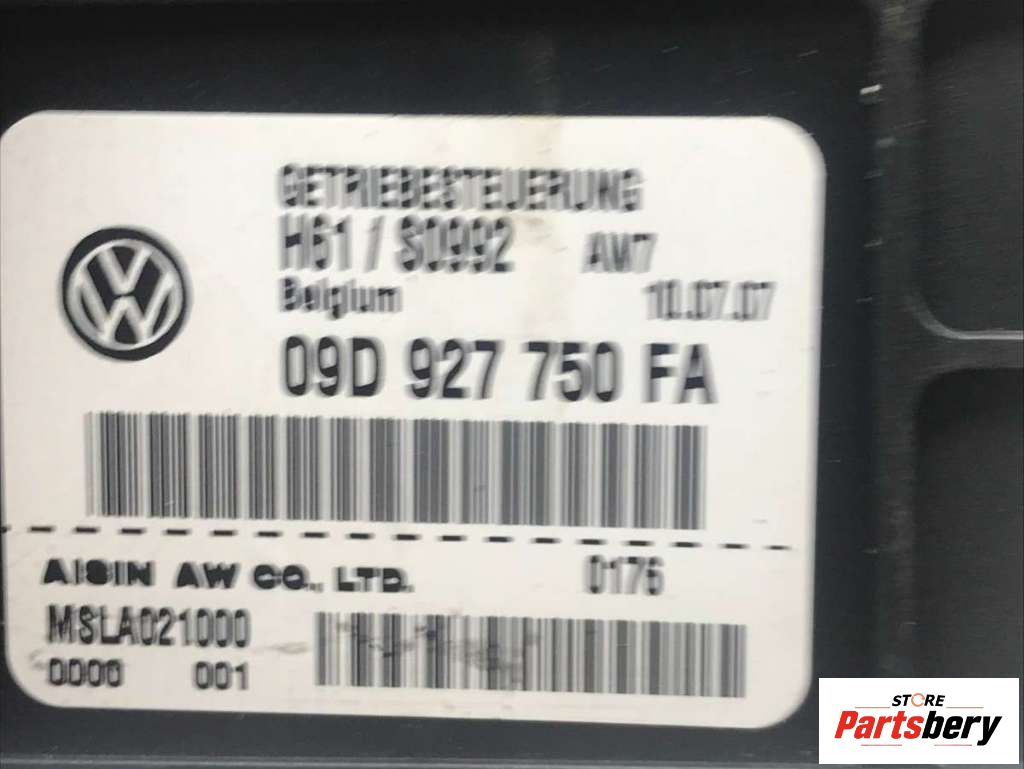 GETRIEBESTEUERUNG
H61 / S0992 AW7
Belgium 10.07.07
09D 927 750 FA
AISIN AW CO., LTD. 0176
MSLA021000
0000 001
STORE
Partsbery